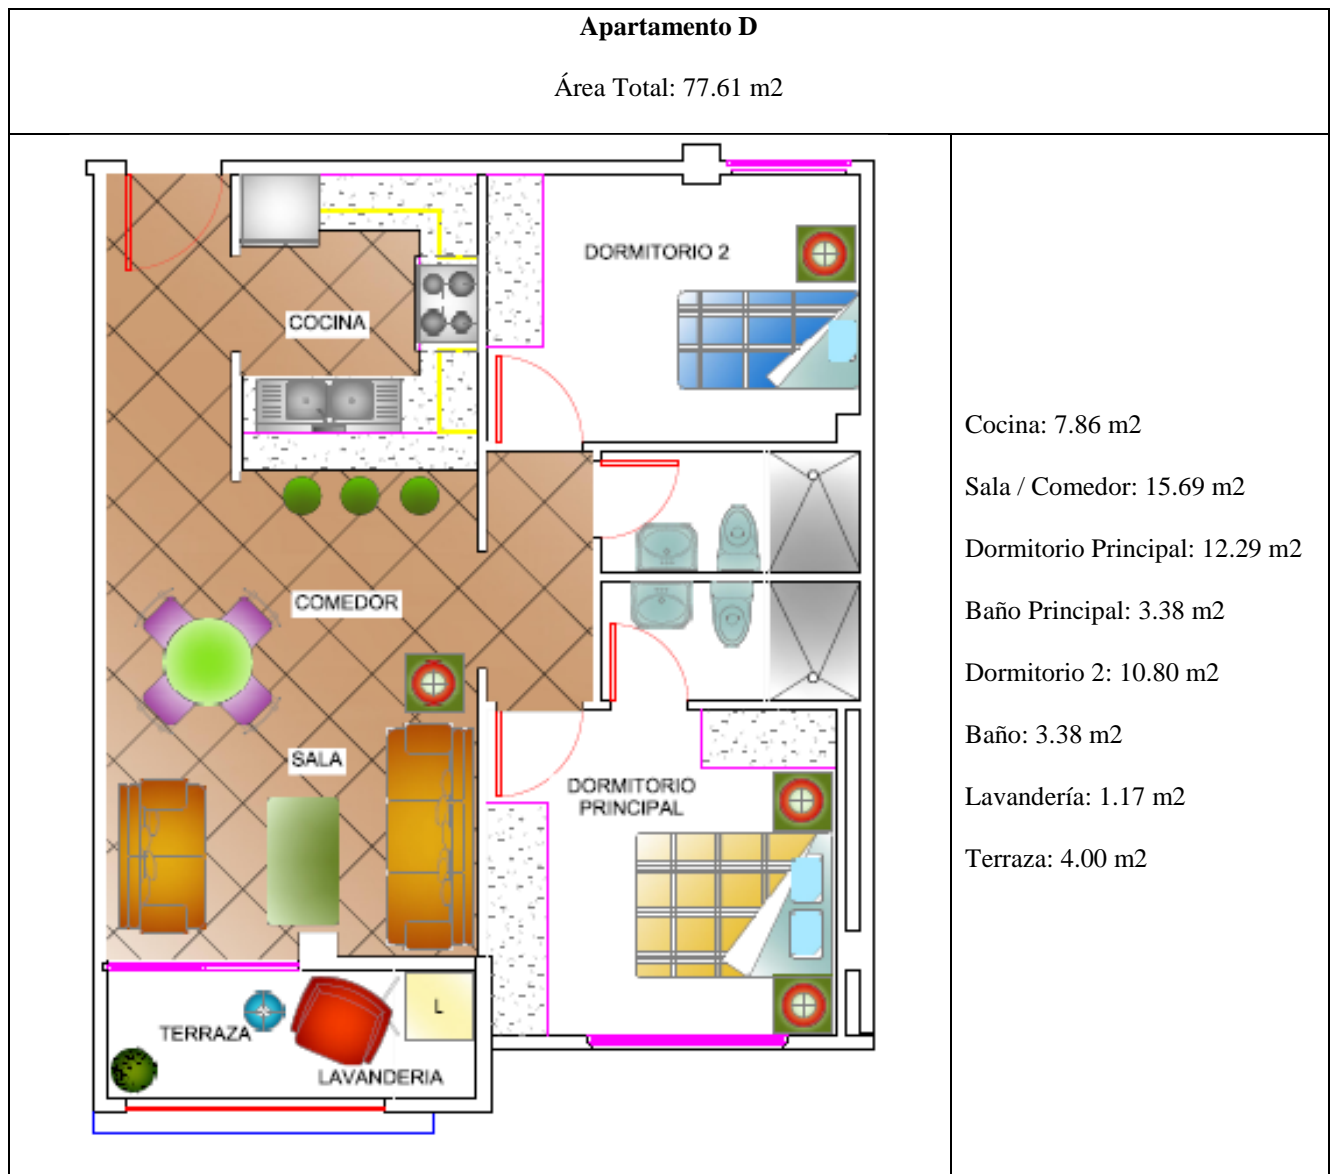 Apartamento D
Área Total: 77.61 m2
DORMITORIO 2
COCINA
COMEDOR
SALA
DORMITORIO
PRINCIPAL
L
TERRAZA
LAVANDERIA
Cocina: 7.86 m2
Sala / Comedor: 15.69 m2
Dormitorio Principal: 12.29 m2
Baño Principal: 3.38 m2
Dormitorio 2: 10.80 m2
Baño: 3.38 m2
Lavandería: 1.17 m2
Terraza: 4.00 m2